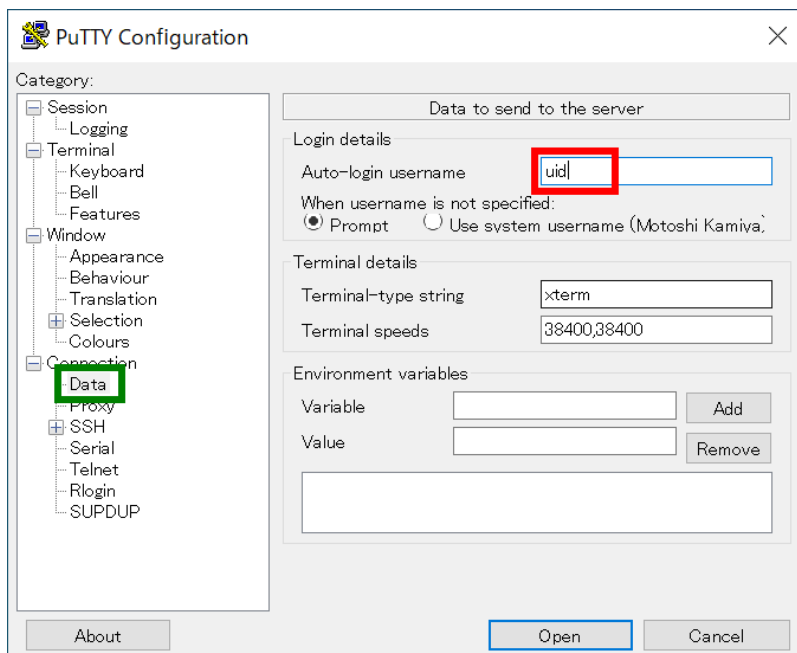 PuTTY Configuration
Category:
Session
Logging
Terminal
Keyboard
Bell
Features
Window
Appearance
Behaviour
Translation
Selection
Colours
Connection
Data
Proxy
SSH
Serial
Telnet
Rlogin
SUPDUP
Data to send to the server
Login details
Auto-login username uid
When username is not specified:
Prompt Use system username (Motoshi Kamiya)
Terminal details
Terminal-type string xterm
Terminal speeds 38400,38400
Environment variables
Variable Add
Value Remove
About Open Cancel